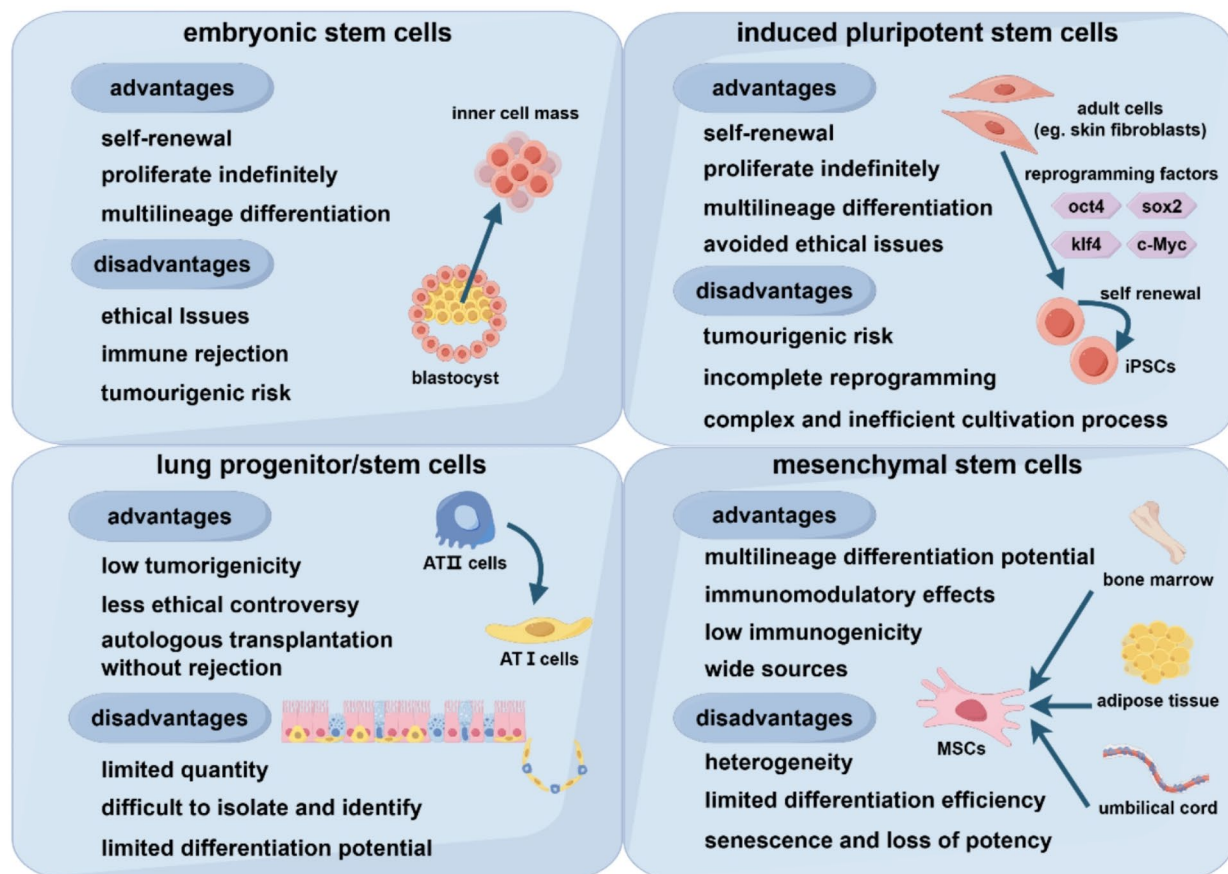 embryonic stem cells
advantages
self-renewal
proliferate indefinitely
multilineage differentiation
disadvantages
ethical Issues
immune rejection
tumourigenic risk
inner cell mass
blastocyst
induced pluripotent stem cells
advantages
self-renewal
proliferate indefinitely
multilineage differentiation
avoided ethical issues
disadvantages
tumourigenic risk
incomplete reprogramming
complex and inefficient cultivation process
adult cells
(eg. skin fibroblasts)
reprogramming factors
oct4 sox2
klf4 c-Myc
self renewal
iPSCs
lung progenitor/stem cells
advantages
low tumorigenicity
less ethical controversy
autologous transplantation
without rejection
disadvantages
limited quantity
difficult to isolate and identify
limited differentiation potential
ATⅡ cells
ATⅠ cells
mesenchymal stem cells
advantages
multilineage differentiation potential
immunomodulatory effects
low immunogenicity
wide sources
disadvantages
heterogeneity
limited differentiation efficiency
senescence and loss of potency
bone marrow
adipose tissue
MSCs
umbilical cord